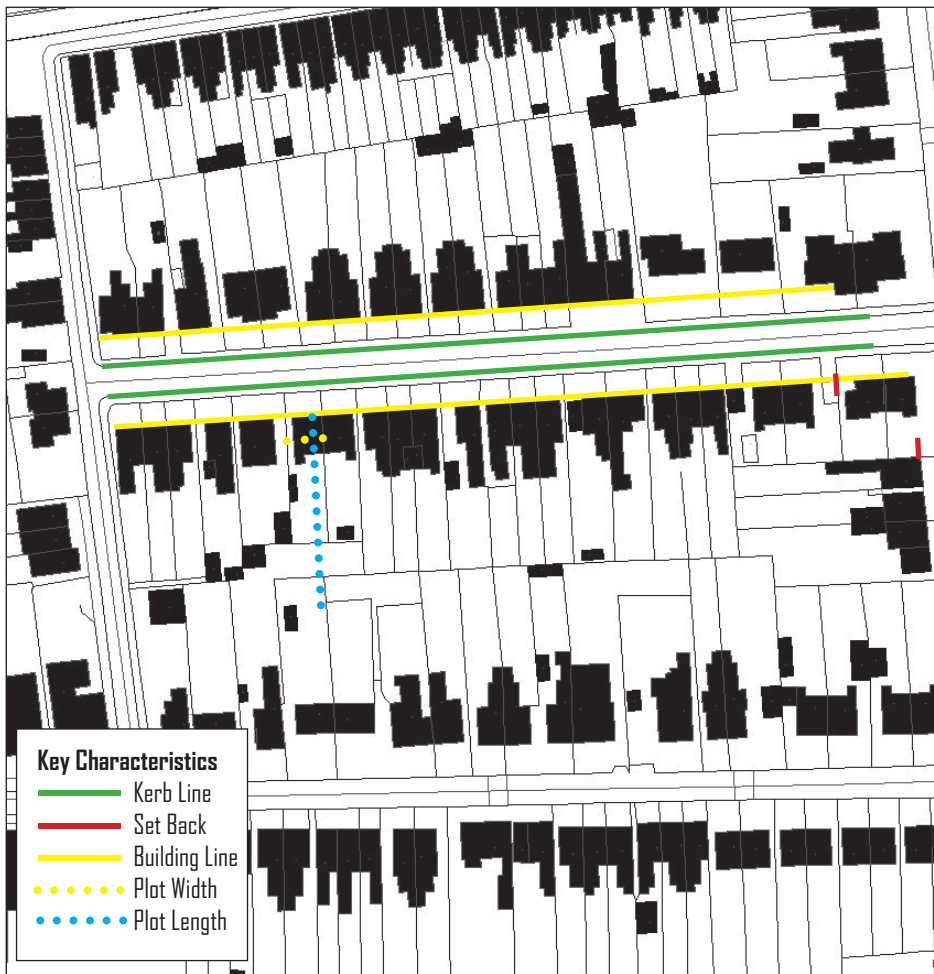 Key Characteristics
Kerb Line
Set Back
Building Line
Plot Width
Plot Length